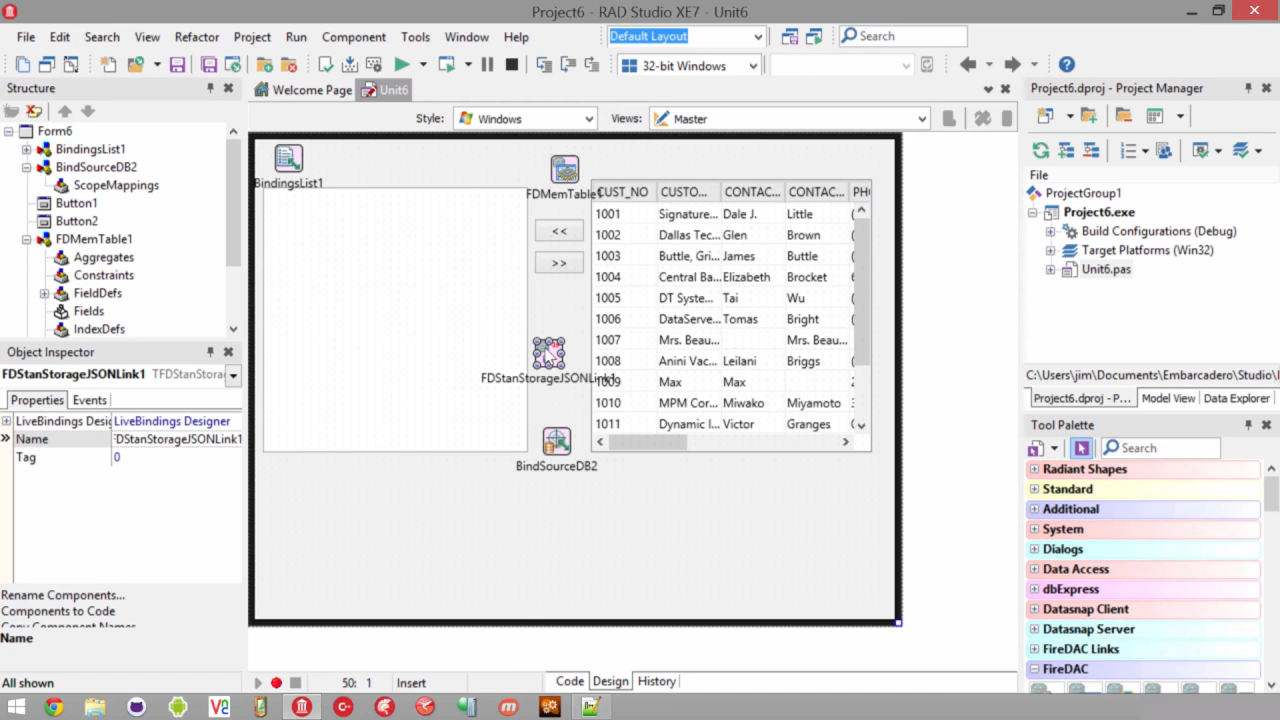 Project6 - RAD Studio XE7 - Unit6
File Edit Search View Refactor Project Run Component Tools Window Help
Default Layout
Search
32-bit Windows
Structure
Welcome Page
Unit6
Project6.dproj - Project Manager
Style:
Windows
Views:
Master
Form6
BindingsList1
BindSourceDB2
ScopeMappings
Button1
Button2
FDMemTable1
Aggregates
Constraints
FieldDefs
Fields
IndexDefs
BindingsList1
FDMemTable1
<<
>>
FDStanStorageJSONLink1
BindSourceDB2
CUST_NO CUSTO... CONTAC... CONTAC... PH
1001 Signature... Dale J. Little (
1002 Dallas Tec... Glen Brown (
1003 Buttle, Gri... James Buttle (
1004 Central Ba... Elizabeth Brocket 6
1005 DT Syste... Tai Wu (
1006 DataServe... Tomas Bright (
1007 Mrs. Beau... Mrs. Beau...
1008 Anini Vac... Leilani Briggs (
1009 Max Max 2
1010 MPM Cor... Miwako Miyamoto 3
1011 Dynamic I... Victor Granges (
File
ProjectGroup1
Project6.exe
Build Configurations (Debug)
Target Platforms (Win32)
Unit6.pas
C:\Users\jim\Documents\Embarcadero\Studio\
Project6.dproj - P... Model View Data Explorer
Object Inspector
FDStanStorageJSONLink1 TFDStanStora
Properties Events
LiveBindings Desig LiveBindings Designer
Name DStanStorageJSONLink1
Tag 0
Rename Components...
Components to Code
Copy Component Names
Name
All shown
50:
Insert
Code Design History
Tool Palette
Search
Radiant Shapes
Standard
Additional
System
Dialogs
Data Access
dbExpress
Datasnap Client
Datasnap Server
FireDAC Links
FireDAC